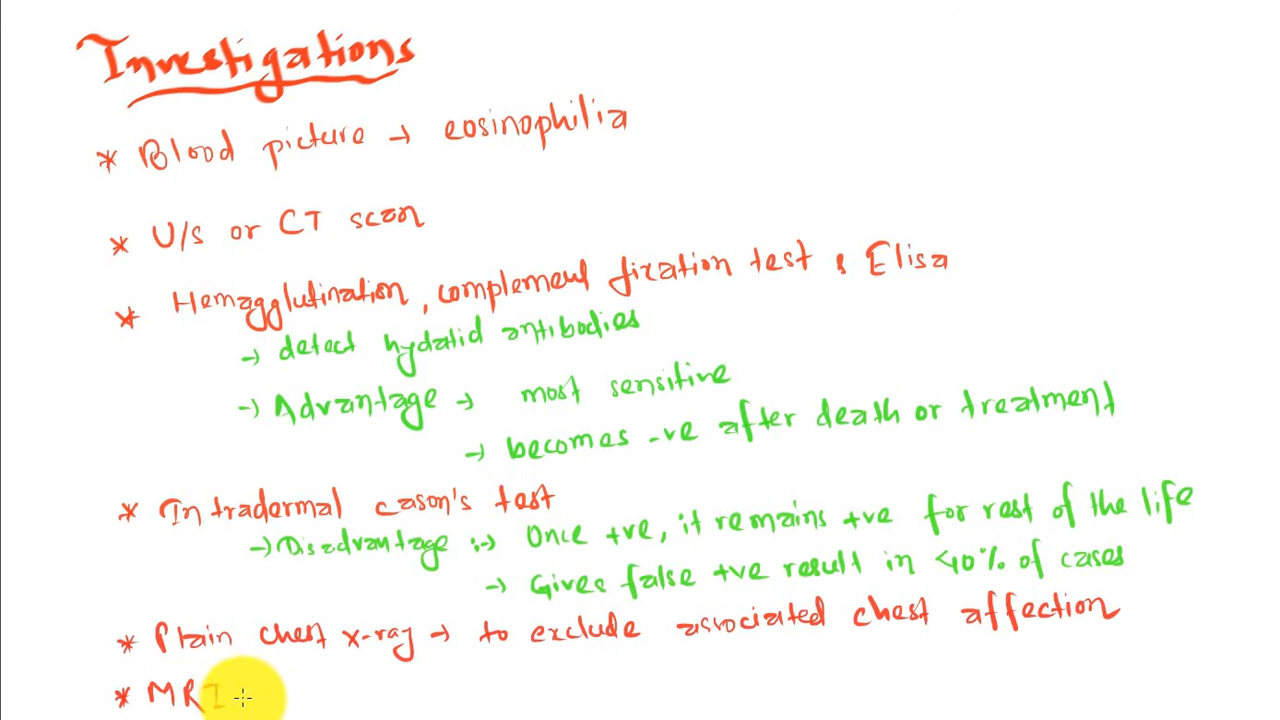 Investigations
* Blood picture → eosinophilia
* U/s or CT scan
* Hemagglutination, complement fixation test & Elisa
→ detect hydatid antibodies
→ Advantage → most sensitive
→ becomes -ve after death or treatment
* Intradermal cason's test
→ Disadvantage :→ Once +ve, it remains +ve for rest of the life
→ Gives false +ve result in <40% of cases
* Plain chest x-ray → to exclude associated chest affection
* MRI